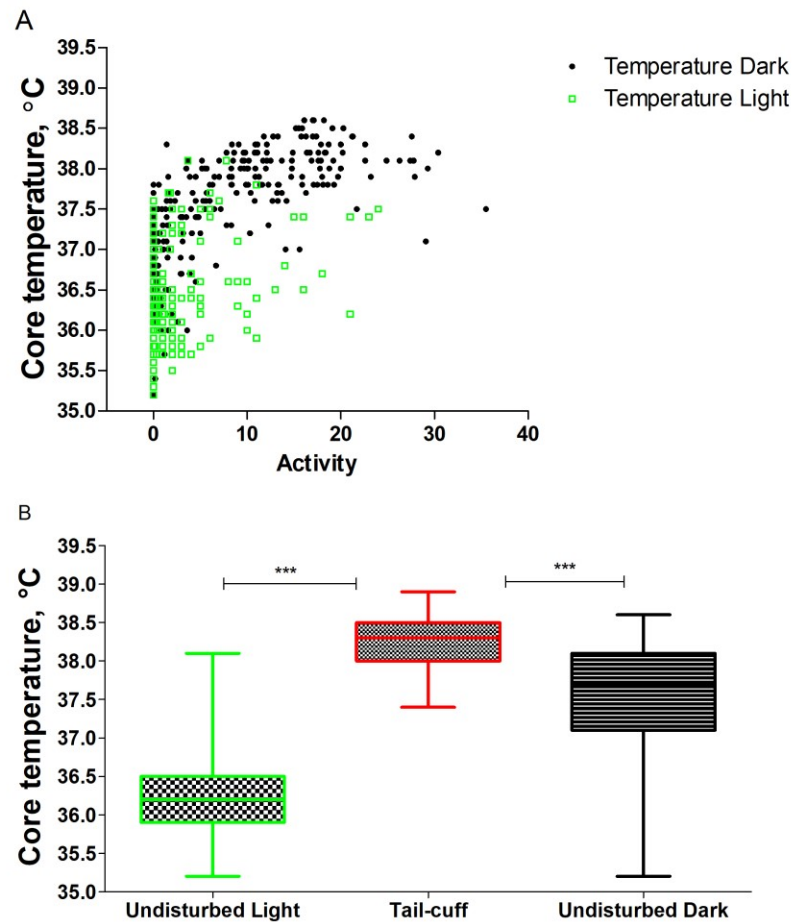 A
39.5
39.0
38.5
38.0
37.5
37.0
36.5
36.0
35.5
35.0
Core temperature, °C
0 10 20 30 40
Activity
Temperature Dark
Temperature Light
B
39.5
39.0
38.5
38.0
37.5
37.0
36.5
36.0
35.5
35.0
Core temperature, °C
*** ***
Undisturbed Light Tail-cuff Undisturbed Dark